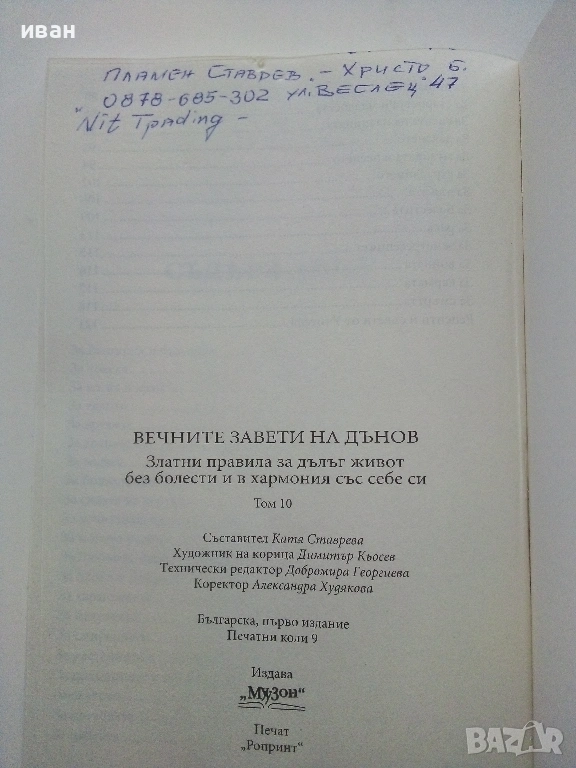 иван
Пламен Ставрев. - Христо Б.
0878-685-302 ул. "Веслец" 47
Nit Trading -
ВЕЧНИТЕ ЗАВЕТИ НА ДЪНОВ
Златни правила за дълъг живот
без болести и в хармония със себе си
Том 10
Съставител Катя Ставрева
Художник на корица Димитър Кьосев
Технически редактор Добромира Георгиева
Коректор Александра Худякова
Българска, първо издание
Печатни коли 9
Издава
„Музон“
Печат
„Ропринт“
BAZAR